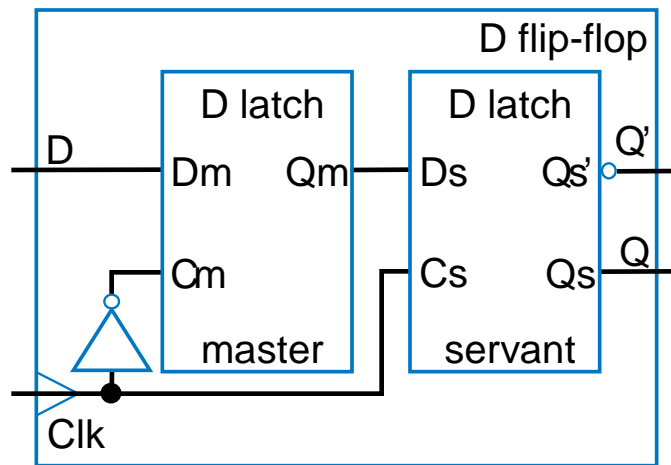 D flip-flop
D latch
D latch
D
Q’
Dm
Qm
Ds
Qs’
Q
Cm
Cs
Qs
master
servant
Clk